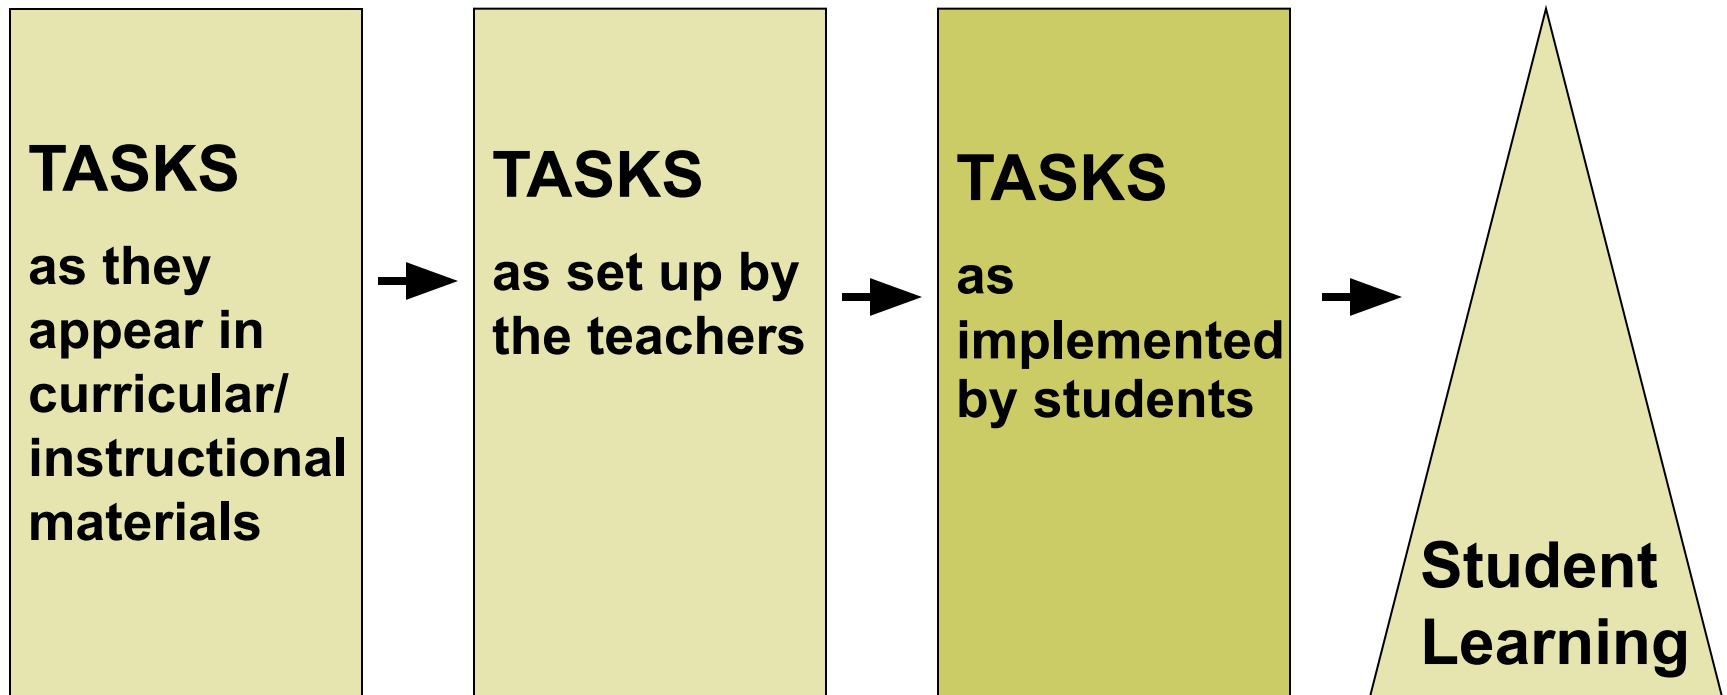 TASKS
as they
appear in
curricular/
instructional
materials
TASKS
as set up by
the teachers
TASKS
as
implemented
by students
Student
Learning